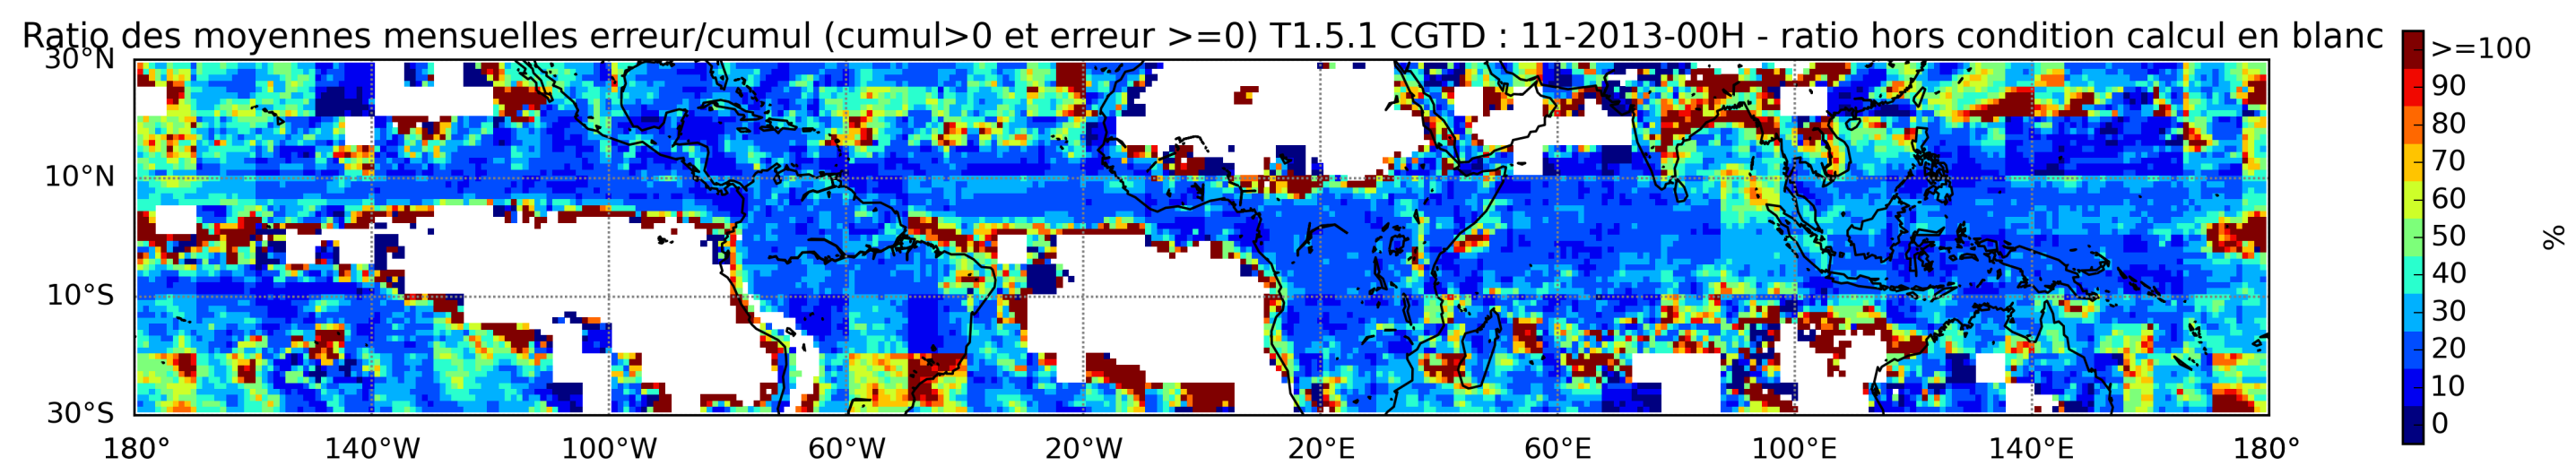 Ratio des moyennes mensuelles erreur/cumul (cumul>0 et erreur >=0) T1.5.1 CGTD : 11-2013-00H - ratio hors condition calcul en blanc
30°N
10°N
10°S
30°S
180° 140°W 100°W 60°W 20°W 20°E 60°E 100°E 140°E 180°
>=100
90
80
70
60
50
40
30
20
10
0
%